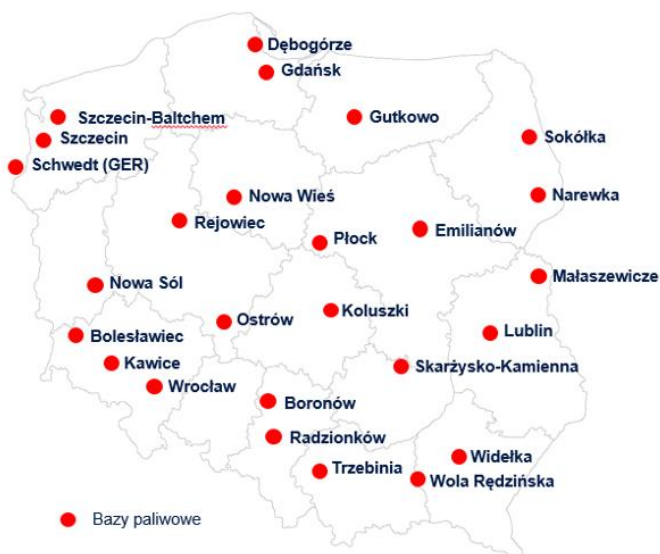 Dębogórze
Gdańsk
Szczecin-Baltchem
Gutkowo
Szczecin
Sokółka
Schwedt (GER)
Nowa Wieś
Narewka
Rejowiec
Płock
Emilianów
Małaszewicze
Nowa Sól
Ostrów
Koluszki
Bolesławiec
Lublin
Kawice
Skarżysko-Kamienna
Wrocław
Boronów
Radzionków
Widełka
Trzebinia
Wola Rędzińska
Bazy paliwowe